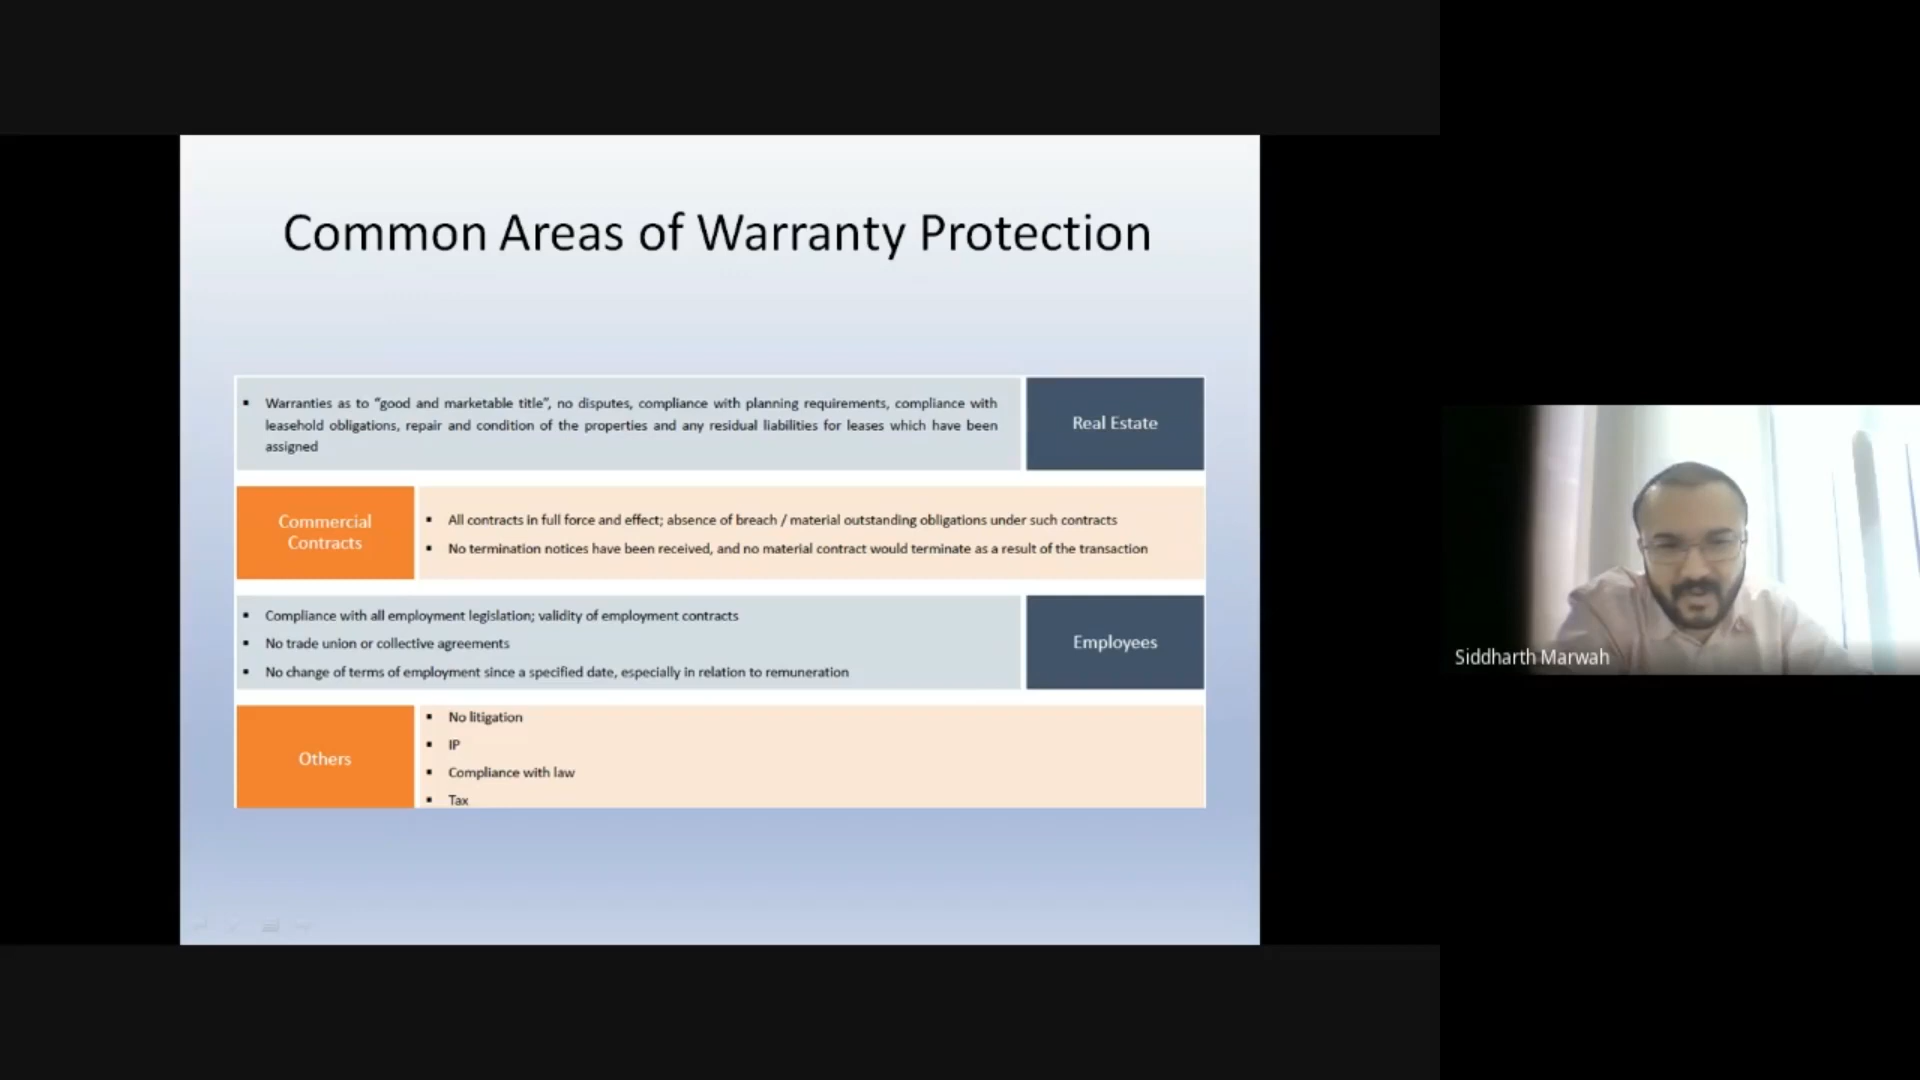 Common Areas of Warranty Protection
▪ Warranties as to “good and marketable title”, no disputes, compliance with planning requirements, compliance with
leasehold obligations, repair and condition of the properties and any residual liabilities for leases which have been
assigned
Real Estate
Commercial
Contracts
▪ All contracts in full force and effect; absence of breach / material outstanding obligations under such contracts
▪ No termination notices have been received, and no material contract would terminate as a result of the transaction
▪ Compliance with all employment legislation; validity of employment contracts
▪ No trade union or collective agreements
▪ No change of terms of employment since a specified date, especially in relation to remuneration
Employees
Others
▪ No litigation
▪ IP
▪ Compliance with law
▪ Tax
Siddharth Marwah